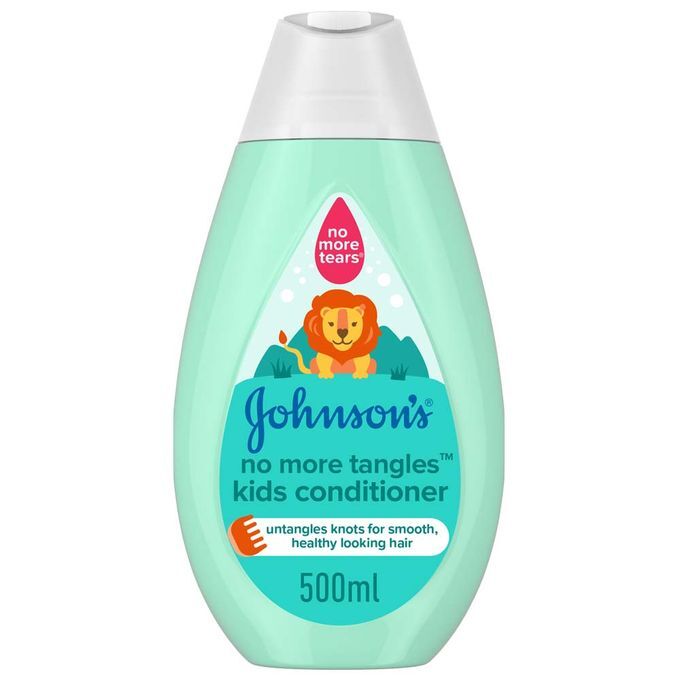 no
more
tears®
Johnson's®
no more tangles™
kids conditioner
untangles knots for smooth,
healthy looking hair
500ml